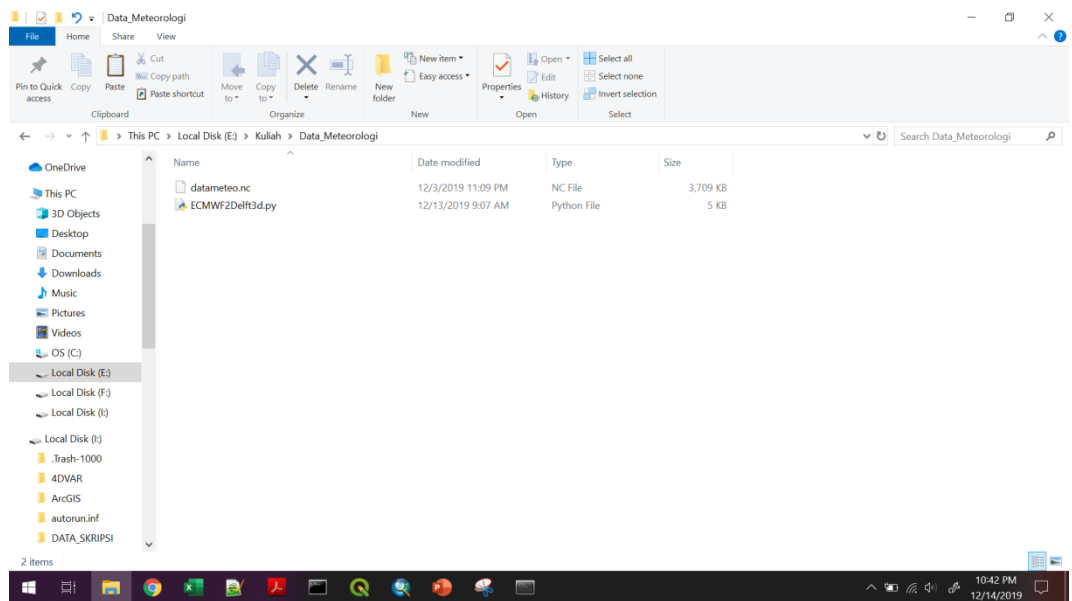 Data_Meteorologi
File Home Share View
Pin to Quick access
Copy
Paste
Cut
Copy path
Paste shortcut
Move to
Copy to
Delete
Rename
New folder
New item
Easy access
Properties
Open
Edit
History
Select all
Select none
Invert selection
Clipboard Organize New Open Select
This PC > Local Disk (E:) > Kuliah > Data_Meteorologi
Search Data_Meteorologi
Name Date modified Type Size
datameteo.nc 12/3/2019 11:09 PM NC File 3,709 KB
ECMWF2Delft3d.py 12/13/2019 9:07 AM Python File 5 KB
OneDrive
This PC
3D Objects
Desktop
Documents
Downloads
Music
Pictures
Videos
OS (C:)
Local Disk (E:)
Local Disk (F:)
Local Disk (I:)
Local Disk (I:)
.Trash-1000
4DVAR
ArcGIS
autorun.inf
DATA_SKRIPSI
2 items
10:42 PM
12/14/2019